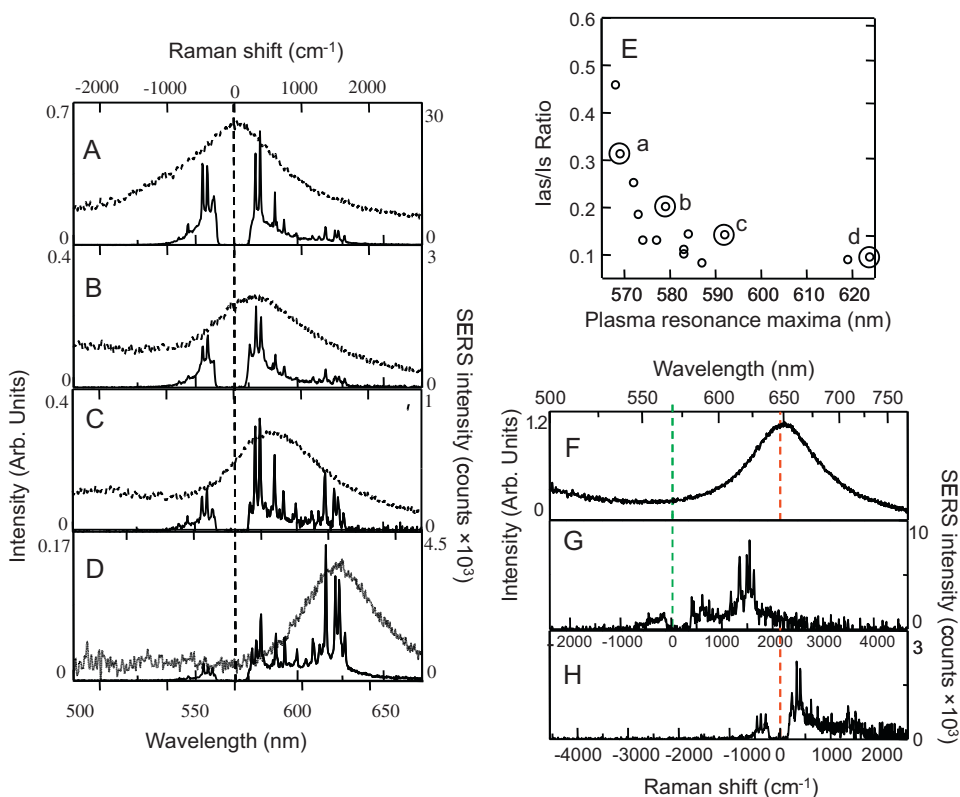 Raman shift (cm-1)
-2000 -1000 0 1000 2000
0.7 30
A
0 0
0.4 3
B
0 0
0.4 1
C
0 0
0.17 4.5
D
0 0
500 550 600 650
Wavelength (nm)
Intensity (Arb. Units)
SERS intensity (counts ×10³)
0.6
E
0.5
0.4
0.3 a
0.2 b
c
0.1 d
570 580 590 600 610 620
Plasma resonance maxima (nm)
Ias/Is Ratio
Wavelength (nm)
500 550 600 650 700 750
1.2
F
0
10
G
0
-2000 -1000 0 1000 2000 3000 4000
3
H
0
-4000 -3000 -2000 -1000 0 1000 2000
Raman shift (cm-1)
Intensity (Arb. Units)
SERS intensity (counts ×10³)